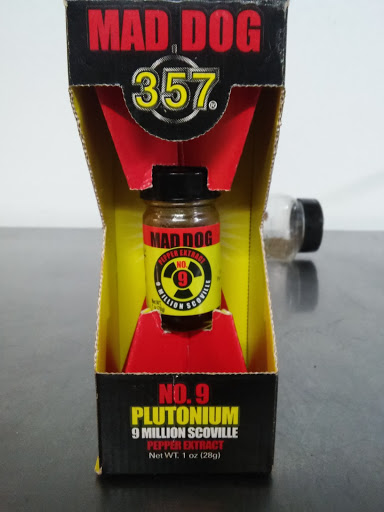 MAD DOG
357®
MAD DOG
PEPPER EXTRACT
NO.
9
9 MILLION SCOVILLE
NO. 9
PLUTONIUM
9 MILLION SCOVILLE
PEPPER EXTRACT
Net WT. 1 oz (28g)